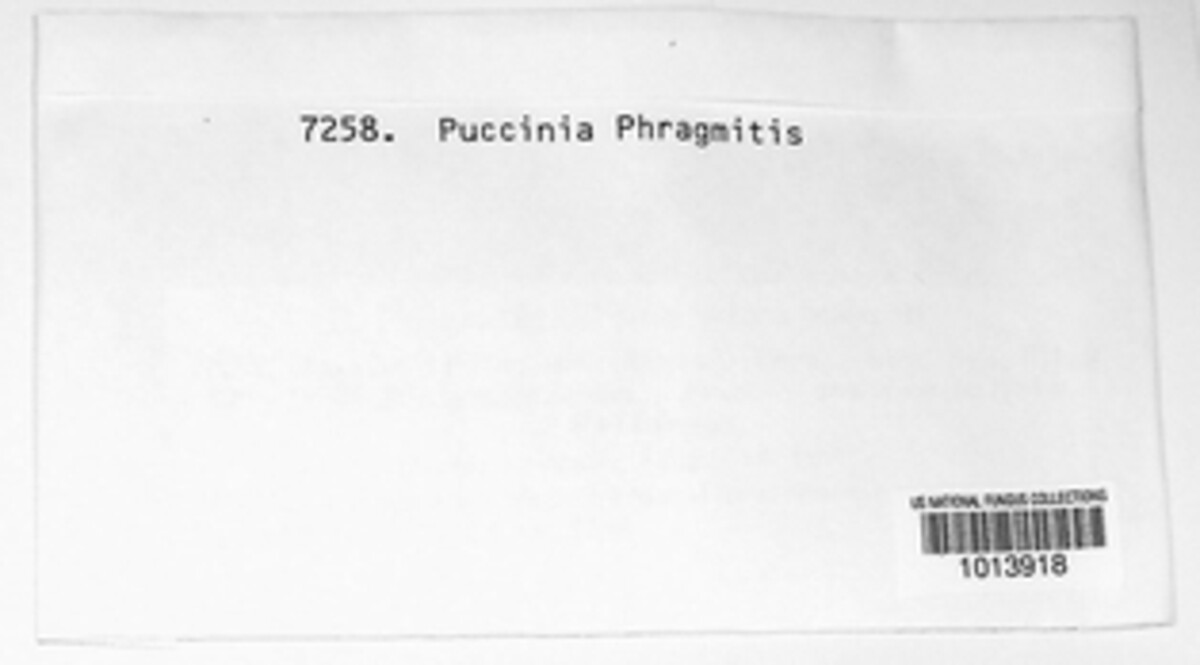 7258. Puccinia Phragmitis
US NATIONAL FUNGUS COLLECTIONS
1013918